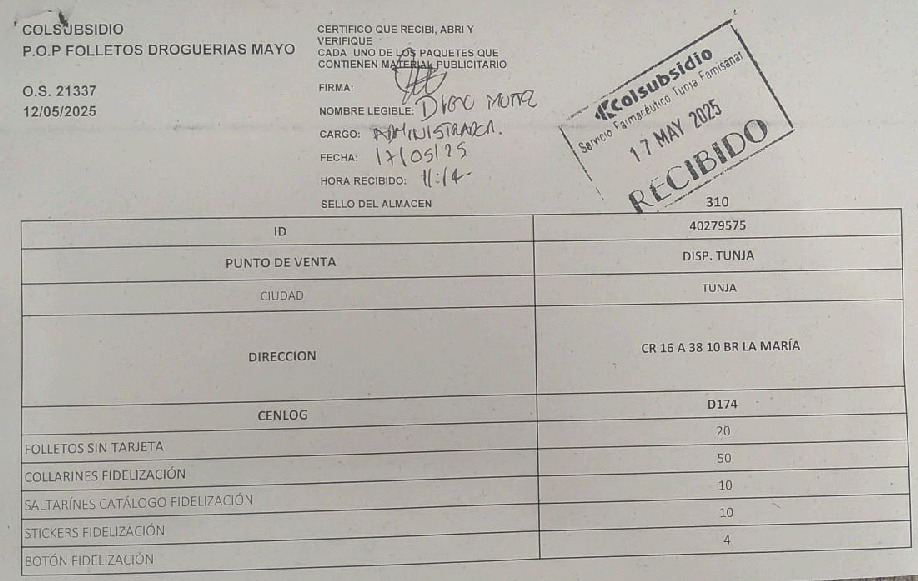 COLSUBSIDIO
P.O.P FOLLETOS DROGUERIAS MAYO
O.S. 21337
12/05/2025
CERTIFICO QUE RECIBI, ABRI Y
VERIFIQUE
CADA UNO DE LOS PAQUETES QUE
CONTIENEN MATERIAL PUBLICITARIO
FIRMA:
NOMBRE LEGIBLE: Diego
CARGO: ADMINISTRADOR.
FECHA: 17/05/25
HORA RECIBIDO: 11:14-
SELLO DEL ALMACEN
Colsubsidio
Servicio Farmacéutico Tunja Famisanar
17 MAY 2025
RECIBIDO
310
ID 40279575
PUNTO DE VENTA DISP. TUNJA
CIUDAD TUNJA
DIRECCION CR 16 A 38 10 BR LA MARÍA
CENLOG D174
FOLLETOS SIN TARJETA 20
COLLARINES FIDELIZACIÓN 50
SALTARÍNES CATÁLOGO FIDELIZACIÓN 10
STICKERS FIDELIZACIÓN 10
BOTÓN FIDELIZACIÓN 4